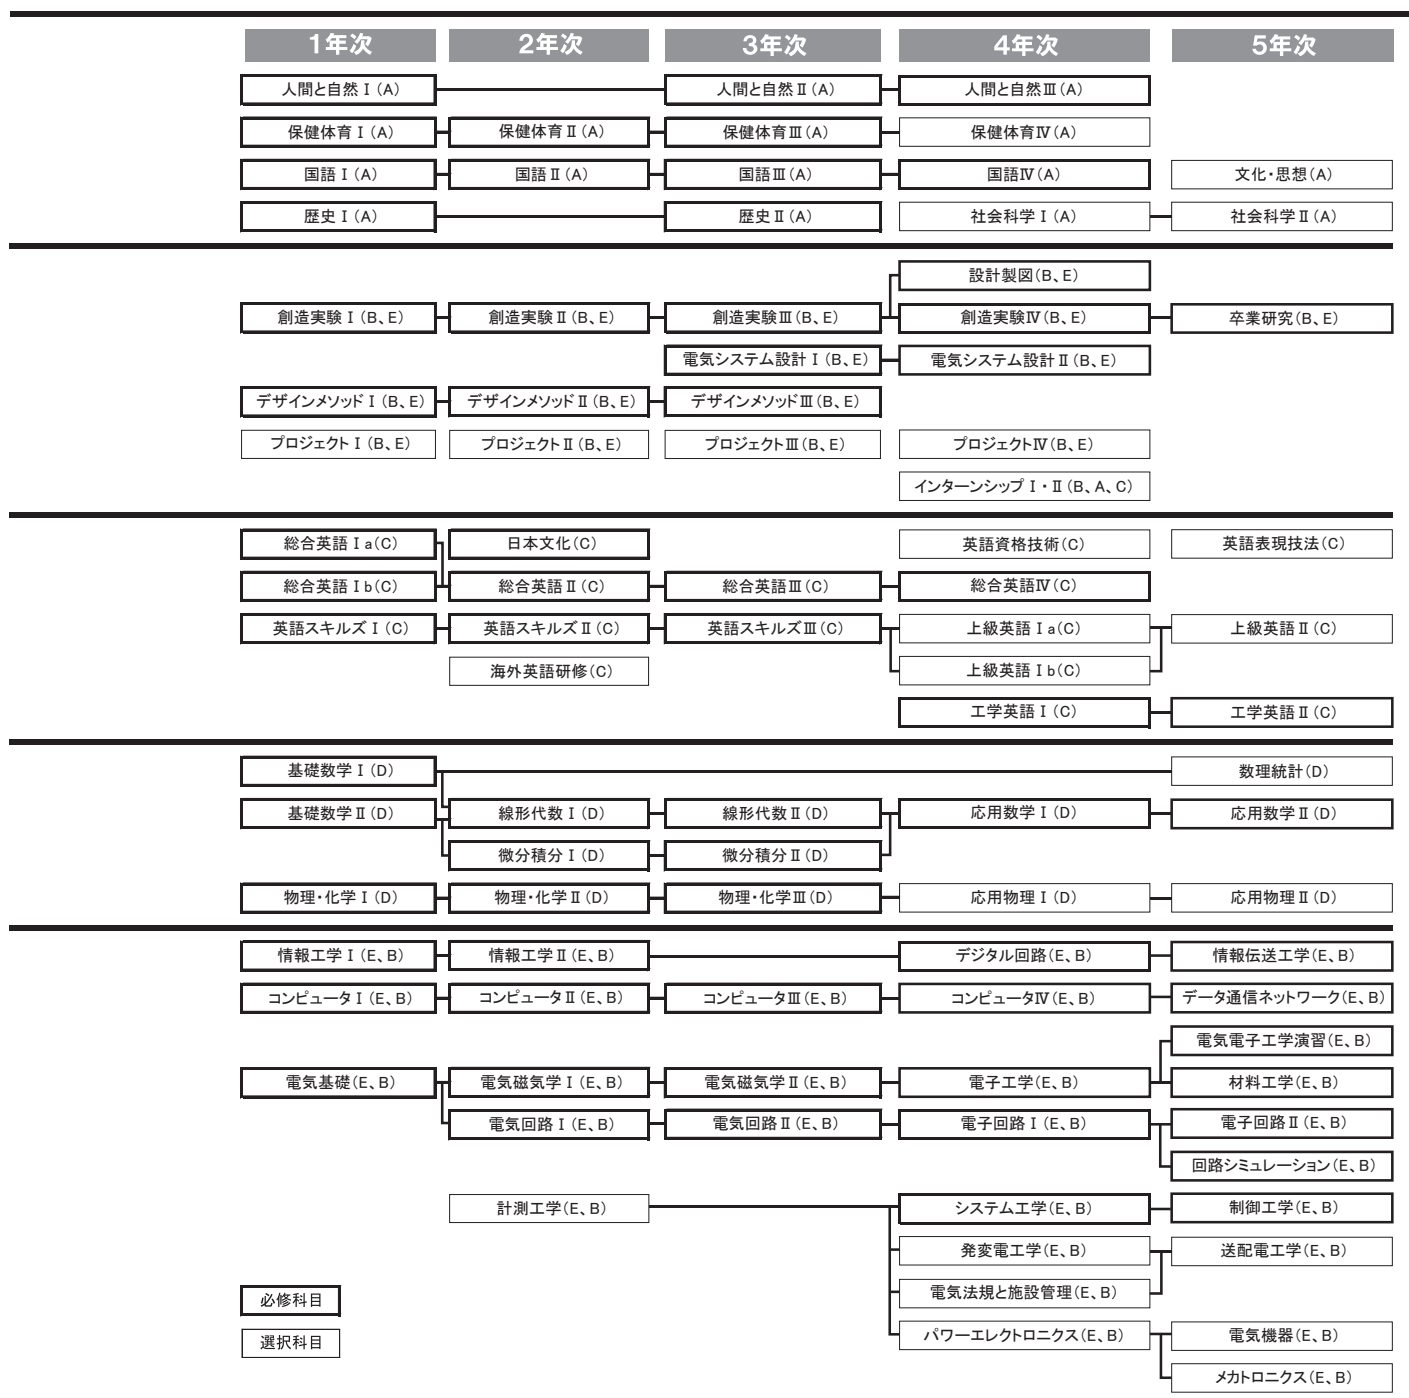 1年次 2年次 3年次 4年次 5年次
人間と自然Ⅰ(A) 人間と自然Ⅱ(A) 人間と自然Ⅲ(A)
保健体育Ⅰ(A) 保健体育Ⅱ(A) 保健体育Ⅲ(A) 保健体育Ⅳ(A)
国語Ⅰ(A) 国語Ⅱ(A) 国語Ⅲ(A) 国語Ⅳ(A) 文化・思想(A)
歴史Ⅰ(A) 歴史Ⅱ(A) 社会科学Ⅰ(A) 社会科学Ⅱ(A)
設計製図(B、E)
創造実験Ⅰ(B、E) 創造実験Ⅱ(B、E) 創造実験Ⅲ(B、E) 創造実験Ⅳ(B、E) 卒業研究(B、E)
電気システム設計Ⅰ(B、E) 電気システム設計Ⅱ(B、E)
デザインメソッドⅠ(B、E) デザインメソッドⅡ(B、E) デザインメソッドⅢ(B、E)
プロジェクトⅠ(B、E) プロジェクトⅡ(B、E) プロジェクトⅢ(B、E) プロジェクトⅣ(B、E)
インターンシップⅠ・Ⅱ(B、A、C)
総合英語Ⅰa(C) 日本文化(C) 英語資格技術(C) 英語表現技法(C)
総合英語Ⅰb(C) 総合英語Ⅱ(C) 総合英語Ⅲ(C) 総合英語Ⅳ(C)
英語スキルズⅠ(C) 英語スキルズⅡ(C) 英語スキルズⅢ(C) 上級英語Ⅰa(C) 上級英語Ⅱ(C)
海外英語研修(C) 上級英語Ⅰb(C)
工学英語Ⅰ(C) 工学英語Ⅱ(C)
基礎数学Ⅰ(D) 数理統計(D)
基礎数学Ⅱ(D) 線形代数Ⅰ(D) 線形代数Ⅱ(D) 応用数学Ⅰ(D) 応用数学Ⅱ(D)
微分積分Ⅰ(D) 微分積分Ⅱ(D)
物理・化学Ⅰ(D) 物理・化学Ⅱ(D) 物理・化学Ⅲ(D) 応用物理Ⅰ(D) 応用物理Ⅱ(D)
情報工学Ⅰ(E、B) 情報工学Ⅱ(E、B) デジタル回路(E、B) 情報伝送工学(E、B)
コンピュータⅠ(E、B) コンピュータⅡ(E、B) コンピュータⅢ(E、B) コンピュータⅣ(E、B) データ通信ネットワーク(E、B)
電気電子工学演習(E、B)
電気基礎(E、B) 電気磁気学Ⅰ(E、B) 電気磁気学Ⅱ(E、B) 電子工学(E、B) 材料工学(E、B)
電気回路Ⅰ(E、B) 電気回路Ⅱ(E、B) 電子回路Ⅰ(E、B) 電子回路Ⅱ(E、B)
回路シミュレーション(E、B)
計測工学(E、B) システム工学(E、B) 制御工学(E、B)
発変電工学(E、B) 送配電工学(E、B)
必修科目 電気法規と施設管理(E、B)
選択科目 パワーエレクトロニクス(E、B) 電気機器(E、B)
メカトロニクス(E、B)